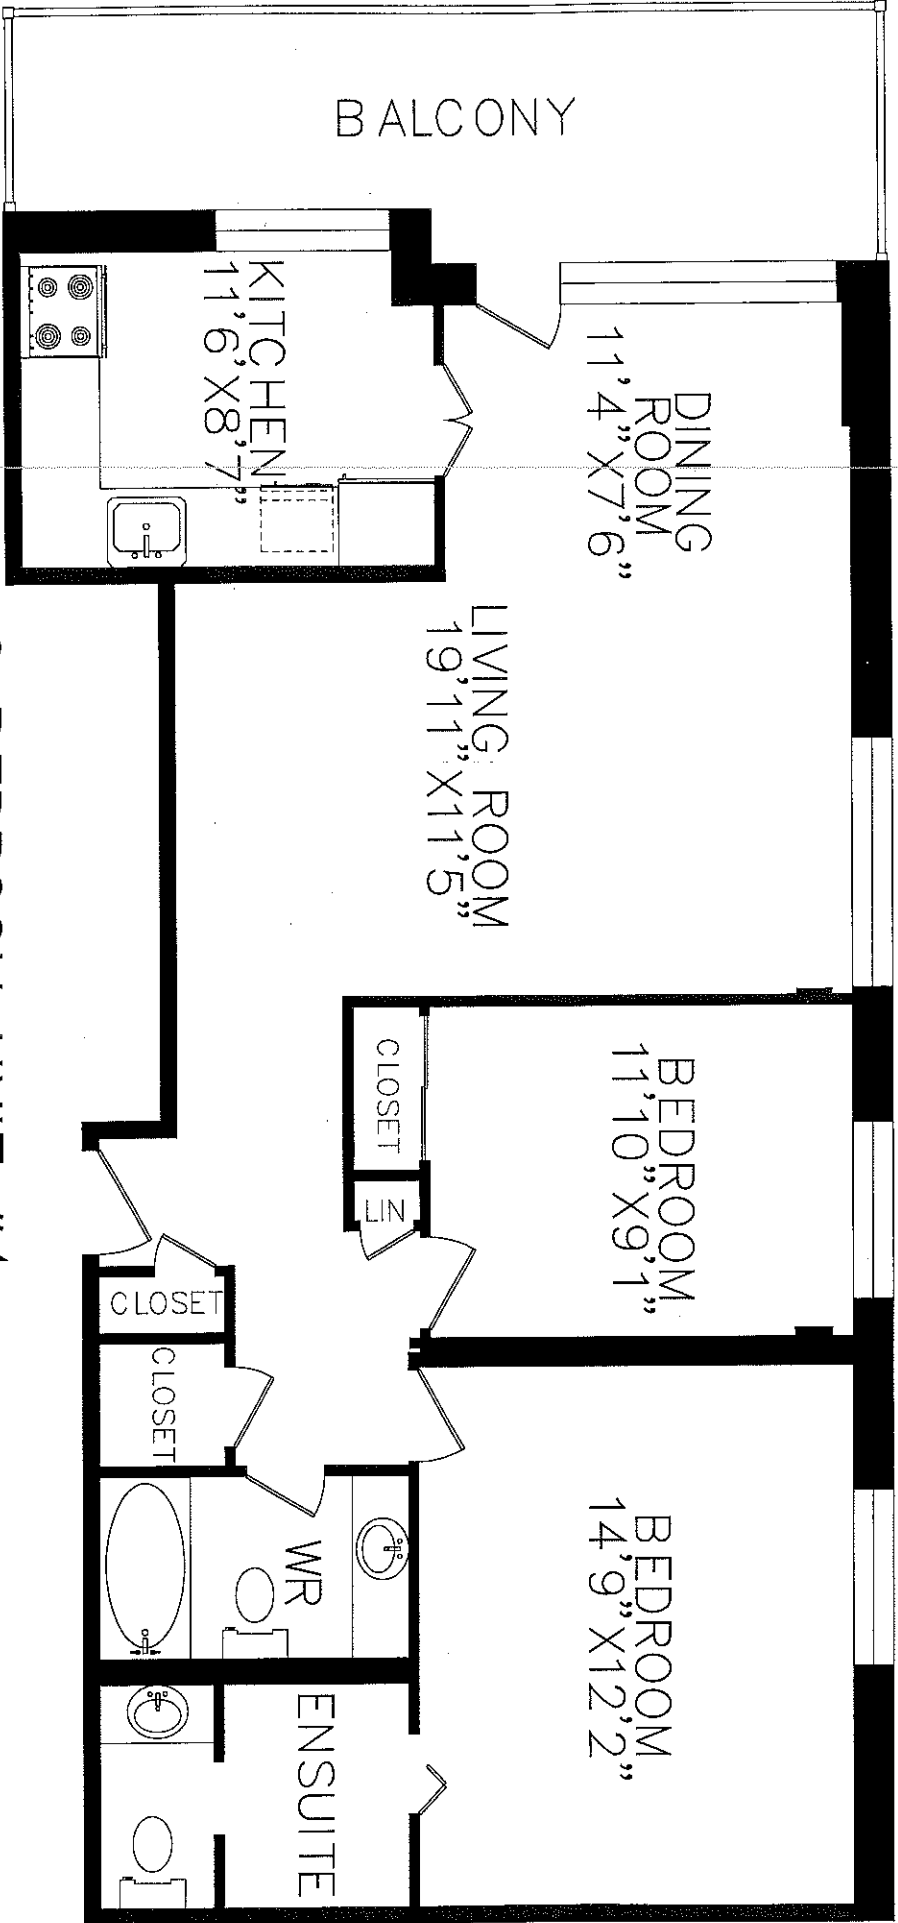 BALCONY
KITCHEN
11'6"X8'7"
DINING
ROOM
11'4"X7'6"
LIVING ROOM
19'11"X11'5"
CLOSET
BEDROOM
11'10"X9'1"
LIN
CLOSET
CLOSET
WR
BEDROOM
14'9"X12'2"
ENSUITE